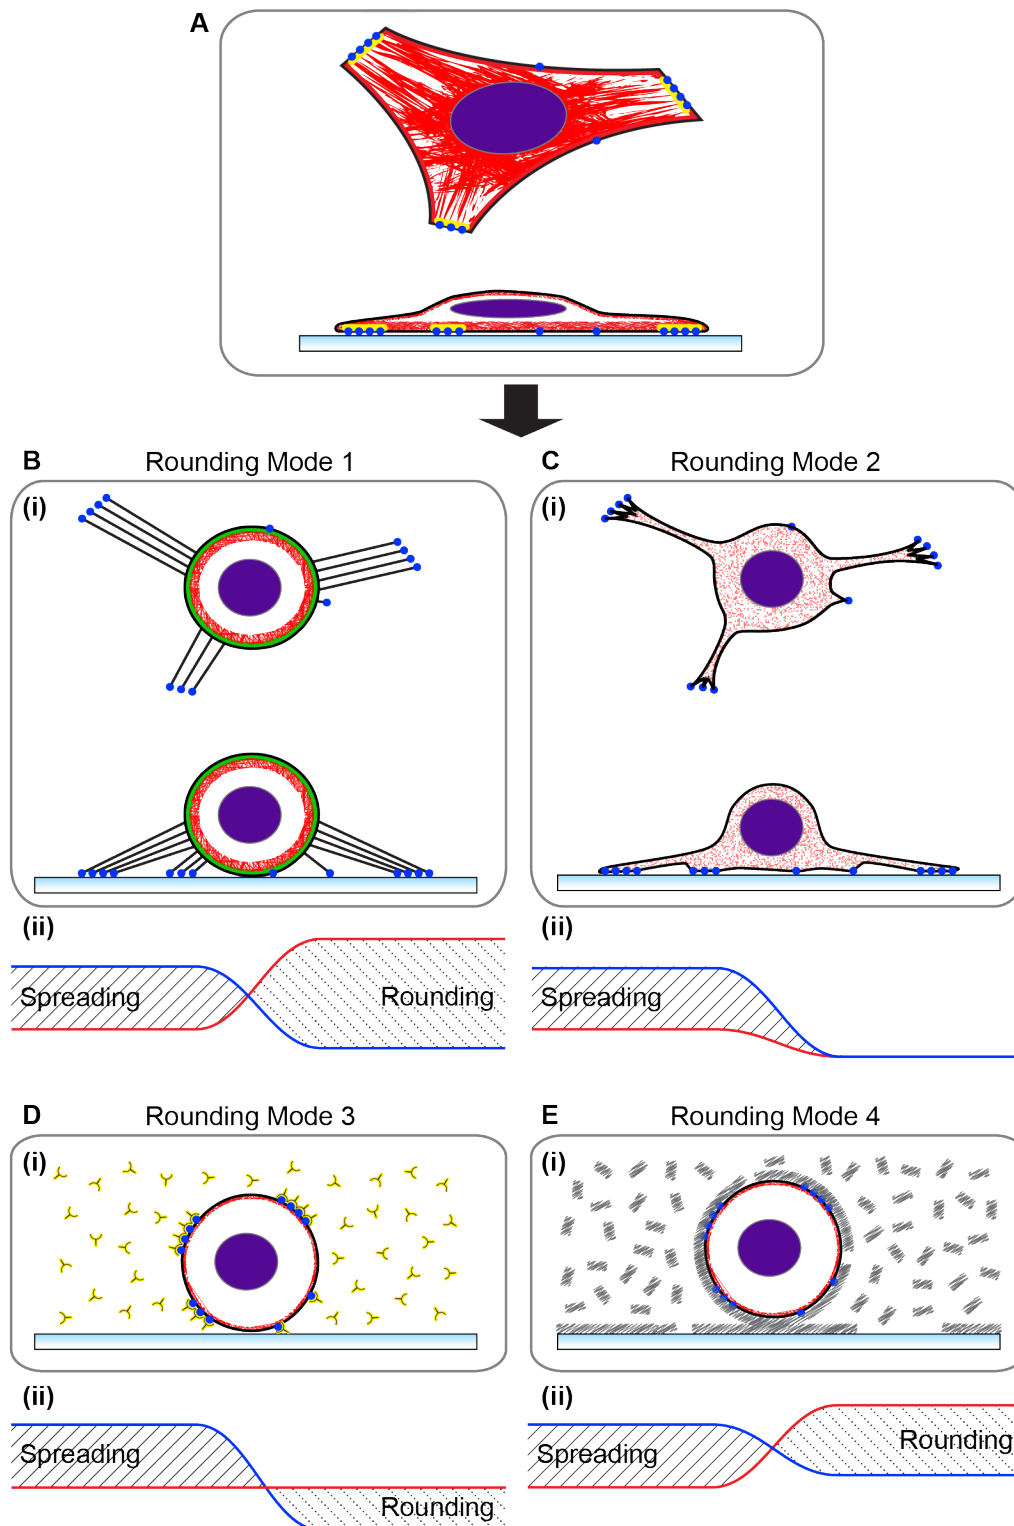 A
B
Rounding Mode 1
C
Rounding Mode 2
(i)
(i)
(ii)
(ii)
Spreading
Rounding
Spreading
D
Rounding Mode 3
E
Rounding Mode 4
(i)
(i)
(ii)
(ii)
Spreading
Rounding
Spreading
Rounding